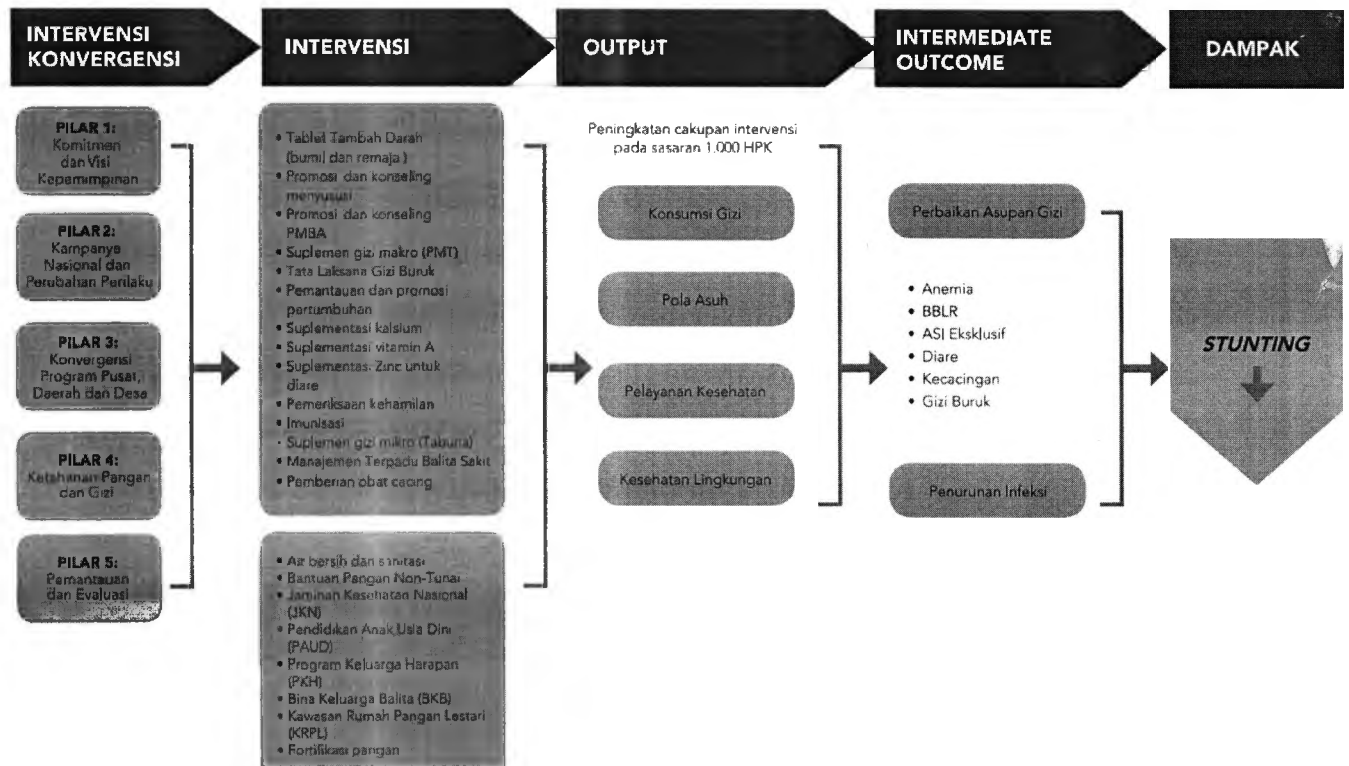 INTERVENSI
KONVERGENSI
INTERVENSI
OUTPUT
INTERMEDIATE
OUTCOME
DAMPAK
PILAR 1:
Komitmen
dan Visi
Kepemimpinan
PILAR 2:
Kampanye
Nasional dan
Perubahan Perilaku
PILAR 3:
Konvergensi
Program Pusat,
Daerah dan Desa
PILAR 4:
Ketahanan Pangan
dan Gizi
PILAR 5:
Pemantauan
dan Evaluasi
• Tablet Tambah Darah
(bumil dan remaja )
• Promosi dan konseling
menyusui
• Promosi dan konseling
PMBA
• Suplemen gizi makro (PMT)
• Tata Laksana Gizi Buruk
• Pemantauan dan promosi
pertumbuhan
• Suplementasi kalsium
• Suplementasi vitamin A
• Suplementasi Zinc untuk
diare
• Pemeriksaan kehamilan
• Imunisasi
• Suplemen gizi mikro (Taburia)
• Manajemen Terpadu Balita Sakit
• Pemberian obat cacing
• Air bersih dan sanitasi
• Bantuan Pangan Non-Tunai
• Jaminan Kesehatan Nasional
(JKN)
• Pendidikan Anak Usia Dini
(PAUD)
• Program Keluarga Harapan
(PKH)
• Bina Keluarga Balita (BKB)
• Kawasan Rumah Pangan Lestari
(KRPL)
• Fortifikasi pangan
Peningkatan cakupan intervensi
pada sasaran 1.000 HPK
Konsumsi Gizi
Pola Asuh
Pelayanan Kesehatan
Kesehatan Lingkungan
Perbaikan Asupan Gizi
• Anemia
• BBLR
• ASI Eksklusif
• Diare
• Kecacingan
• Gizi Buruk
Penurunan Infeksi
STUNTING